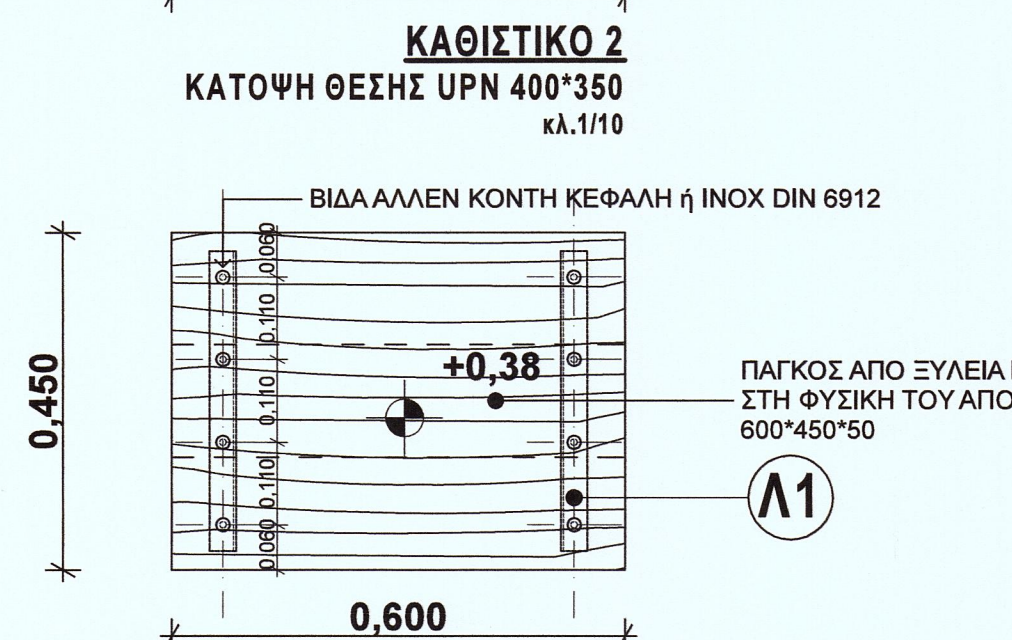 ΚΑΘΙΣΤΙΚΟ 2
ΚΑΤΟΨΗ ΘΕΣΗΣ UPN 400*350
κλ.1/10
ΒΙΔΑ ΑΛΛΕΝ ΚΟΝΤΗ ΚΕΦΑΛΗ ή INOX DIN 6912
0,060
0,110
0,110
0,110
0,060
0,450
+0,38
ΠΑΓΚΟΣ ΑΠΟ ΞΥΛΕΙΑ
ΣΤΗ ΦΥΣΙΚΗ ΤΟΥ ΑΠΟ
600*450*50
Λ1
0,600